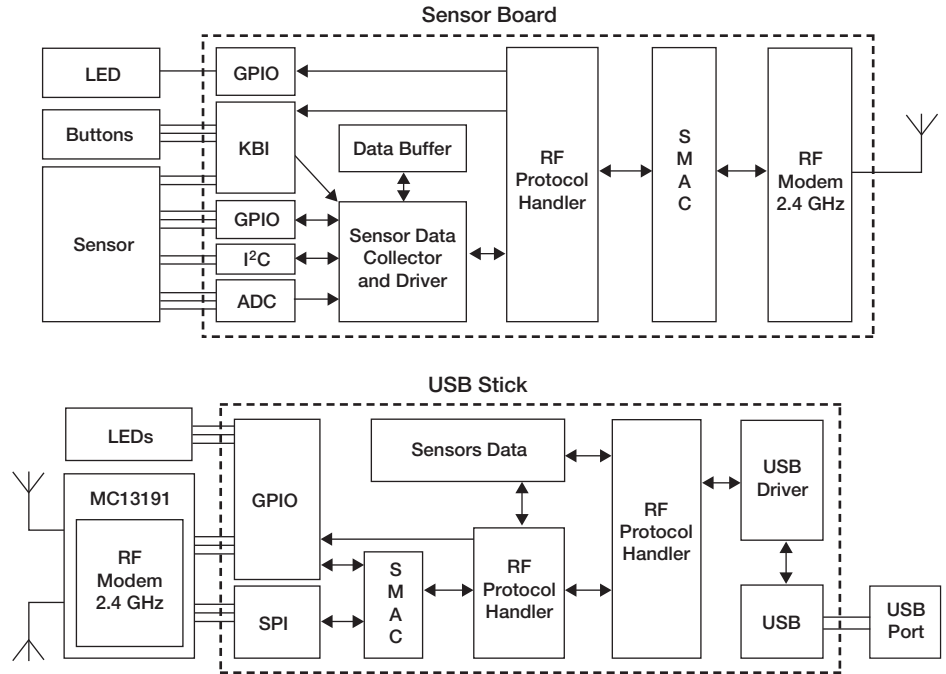 Sensor Board
LED
GPIO
Buttons
KBI
Data Buffer
Sensor
GPIO
I²C
ADC
Sensor Data
Collector
and Driver
RF
Protocol
Handler
S
M
A
C
RF
Modem
2.4 GHz
USB Stick
LEDs
GPIO
MC13191
RF
Modem
2.4 GHz
SPI
Sensors Data
S
M
A
C
RF
Protocol
Handler
RF
Protocol
Handler
USB
Driver
USB
USB
Port